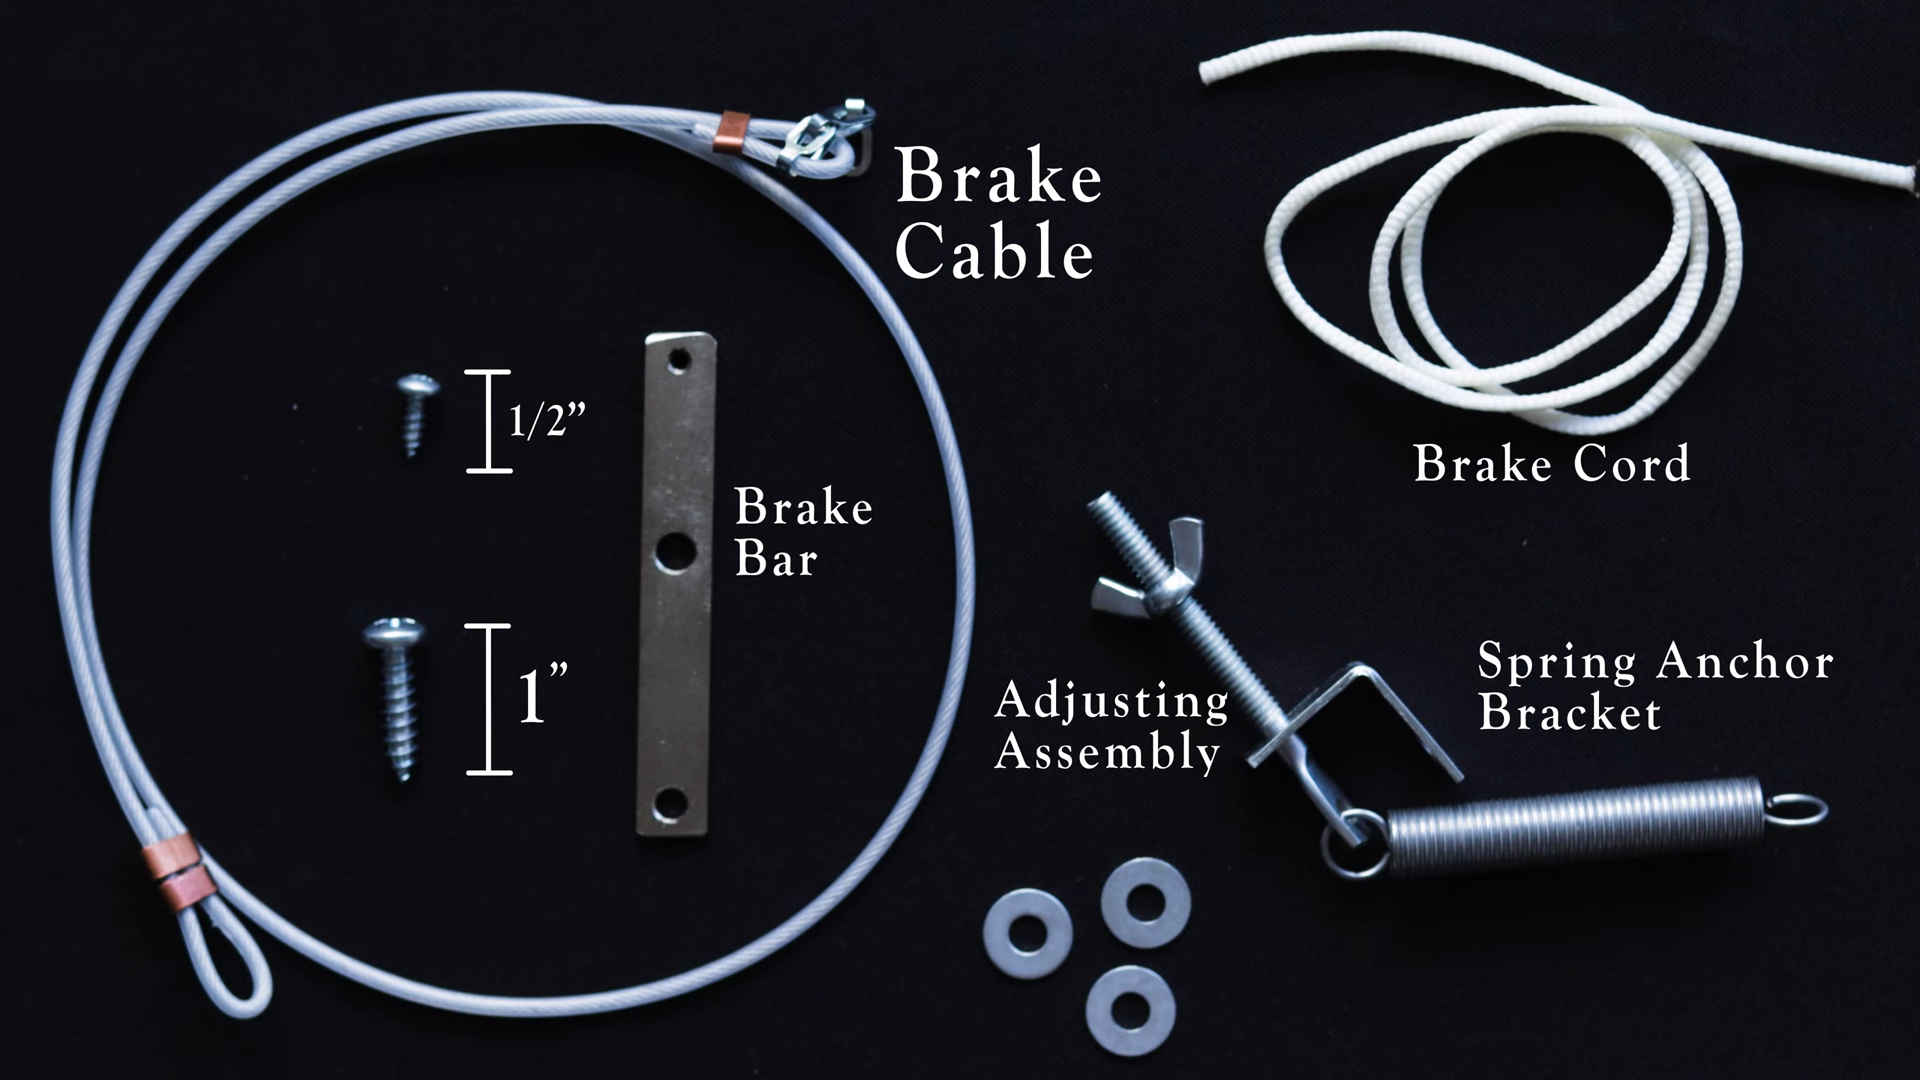 Brake
Cable
1/2”
Brake
Bar
1”
Brake Cord
Adjusting
Assembly
Spring Anchor
Bracket